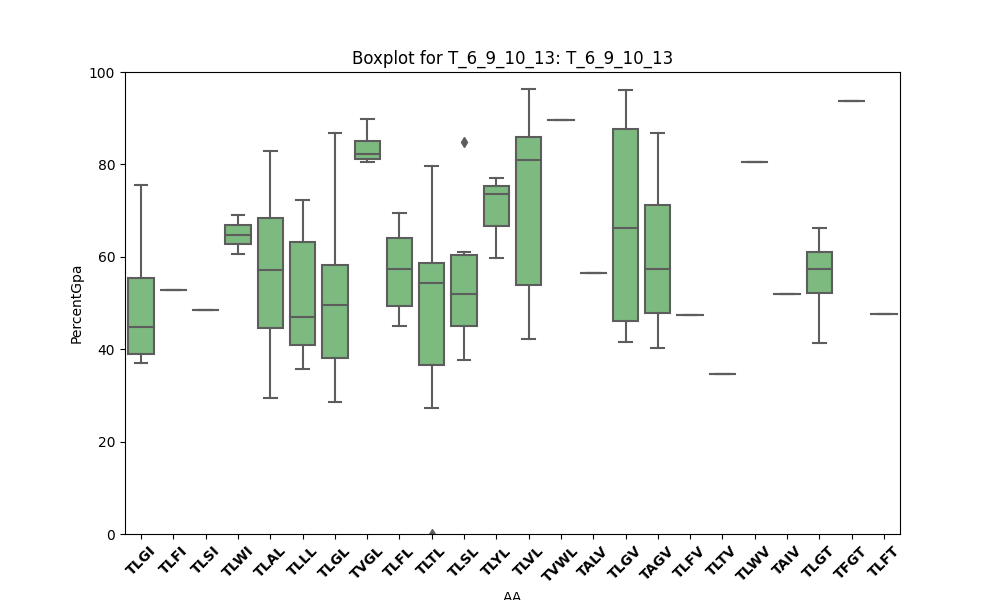 Boxplot for T_6_9_10_13: T_6_9_10_13
100
80
60
40
20
0
PercentGpa
TLGI TLFI TLSI TLWI TLAL TLLL TLGL TVGL TLFL TLTL TLSL TLYL TLVL TVWL TALV TLGV TAGV TLFV TLTV TLWV TAIV TLGT TFGT TLFT
AA